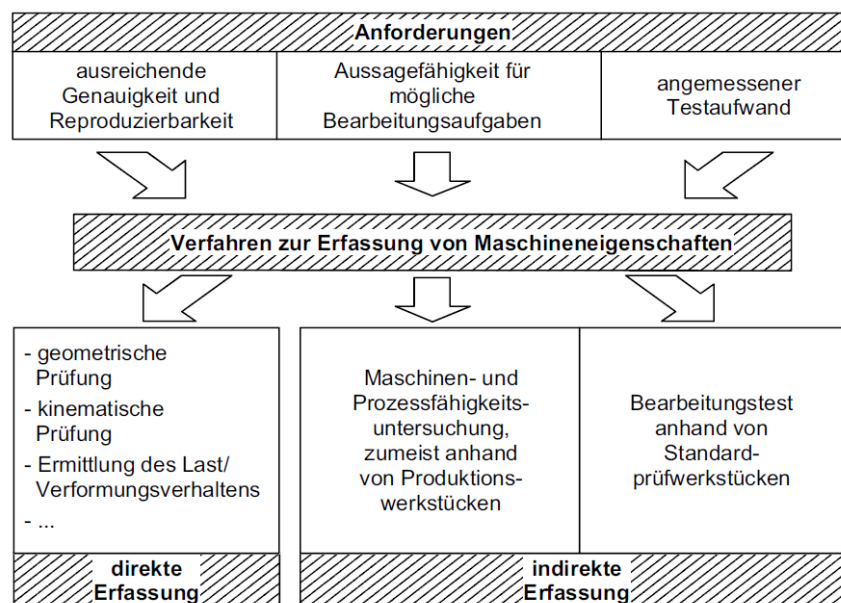 Anforderungen
ausreichende
Genauigkeit und
Reproduzierbarkeit
Aussagefähigkeit für
mögliche
Bearbeitungsaufgaben
angemessener
Testaufwand
Verfahren zur Erfassung von Maschineneigenschaften
- geometrische
Prüfung
- kinematische
Prüfung
- Ermittlung des Last/
Verformungsverhaltens
- ...
direkte
Erfassung
Maschinen- und
Prozessfähigkeits-
untersuchung,
zumeist anhand
von Produktions-
werkstücken
Bearbeitungstest
anhand von
Standard-
prüfwerkstücken
indirekte
Erfassung